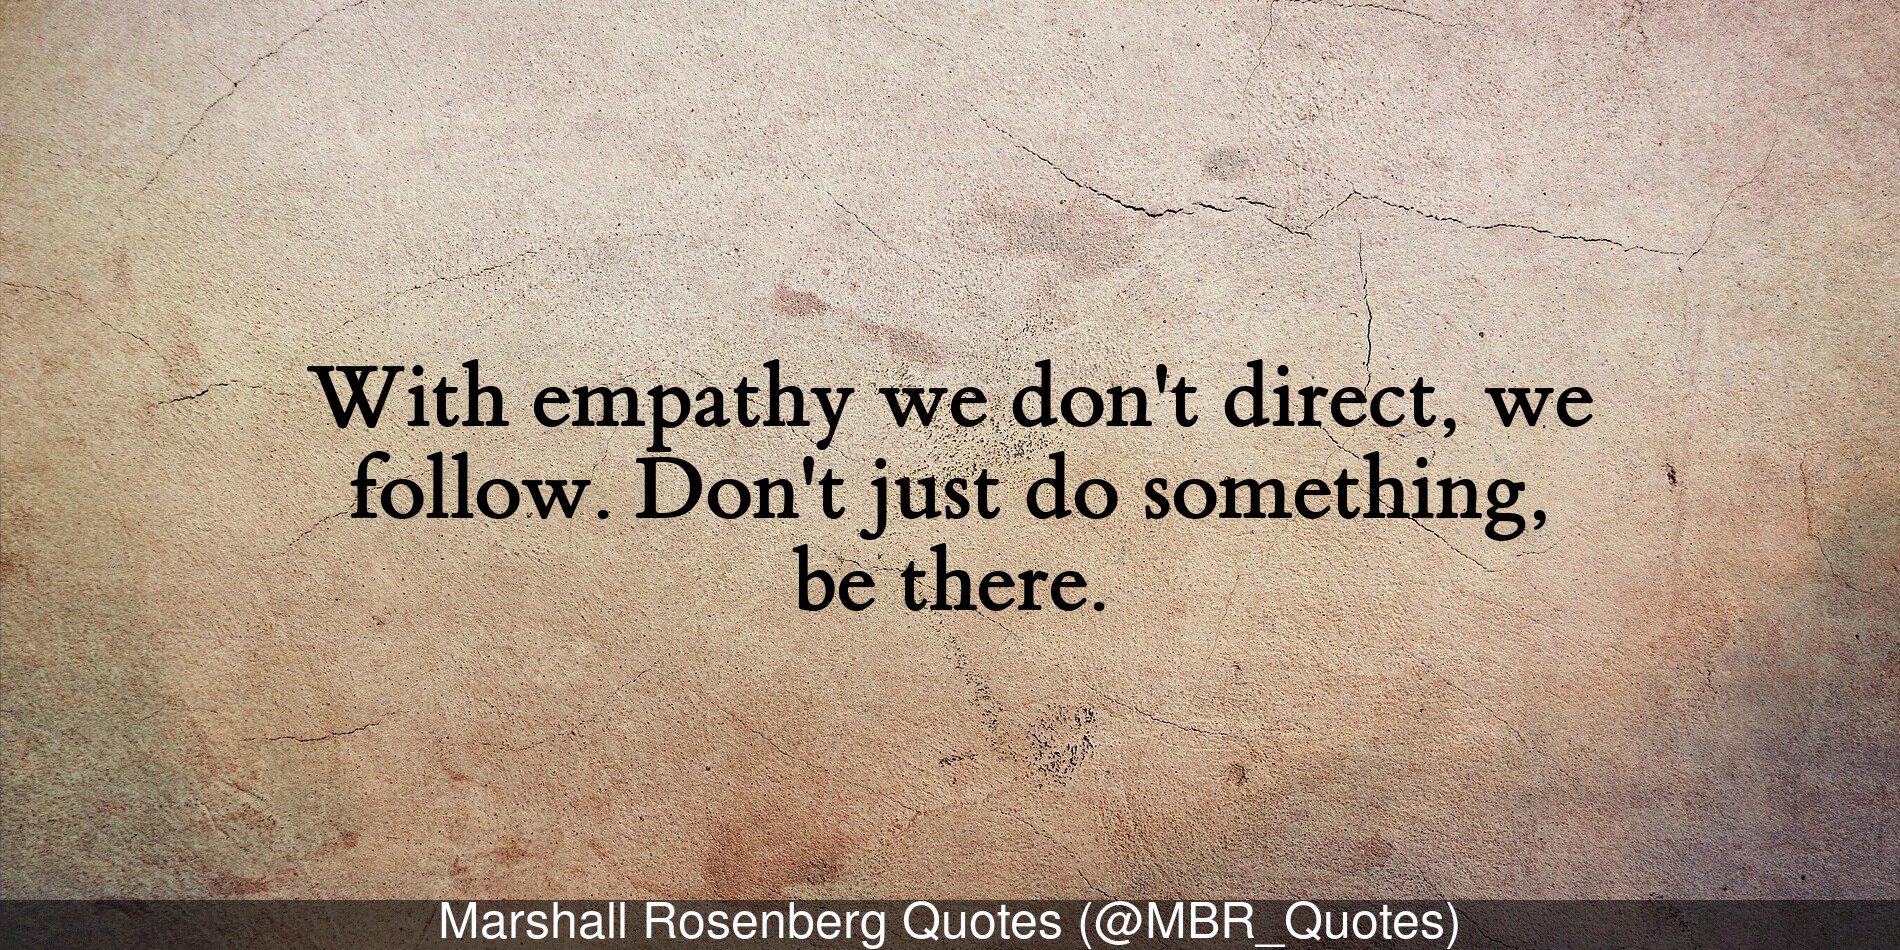 With empathy we don't direct, we
follow. Don't just do something,
be there.
Marshall Rosenberg Quotes (@MBR_Quotes)